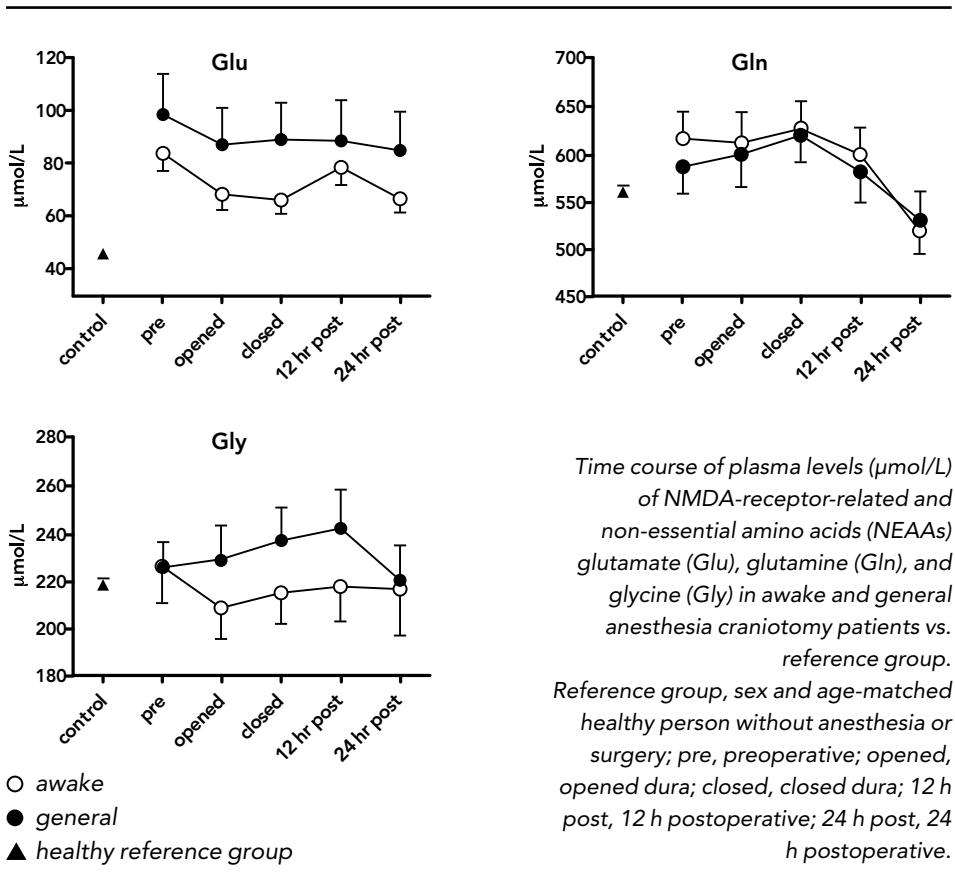 Glu
120
100
80
60
40
μmol/L
control
pre
opened
closed
12 hr post
24 hr post
Gln
700
650
600
550
500
450
μmol/L
control
pre
opened
closed
12 hr post
24 hr post
Gly
280
260
240
220
200
180
μmol/L
control
pre
opened
closed
12 hr post
24 hr post
awake
general
healthy reference group
Time course of plasma levels (μmol/L)
of NMDA-receptor-related and
non-essential amino acids (NEAAs)
glutamate (Glu), glutamine (Gln), and
glycine (Gly) in awake and general
anesthesia craniotomy patients vs.
reference group.
Reference group, sex and age-matched
healthy person without anesthesia or
surgery; pre, preoperative; opened,
opened dura; closed, closed dura; 12 h
post, 12 h postoperative; 24 h post, 24
h postoperative.